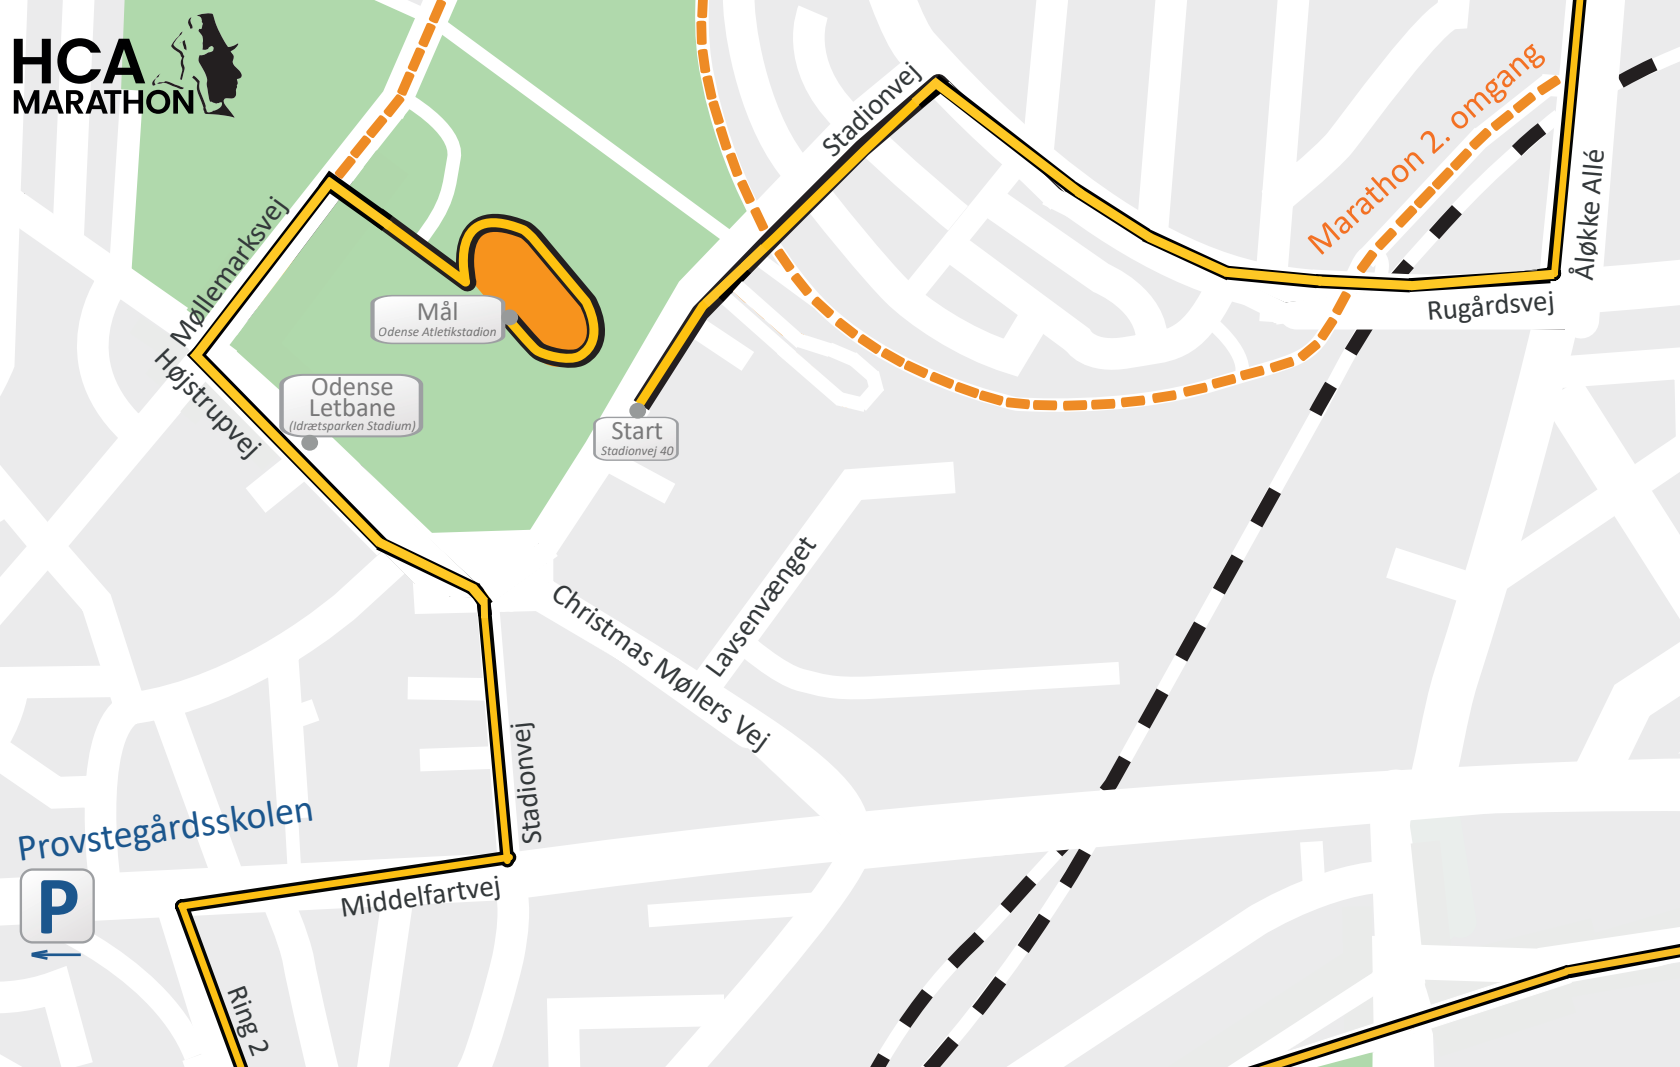 HCA
MARATHON
Stadionvej
Marathon 2. omgang
Åløkke Allé
Møllemarksvej
Mål
Odense Atletikstadion
Rugårdsvej
Højstrupvej
Odense
Letbane
(Idrætsparken Stadium)
Start
Stadionvej 40
Lavsenvænget
Christmas Møllers Vej
Stadionvej
Provstegårdsskolen
P
Middelfartvej
Ring 2